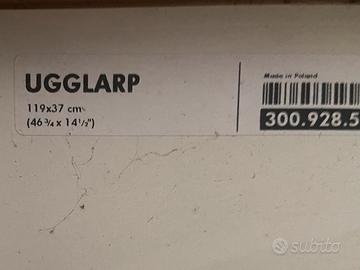 UGGLARP
119x37 cm
(46 ¾ x 14 ½")
Made in Poland
300.928.5
subito